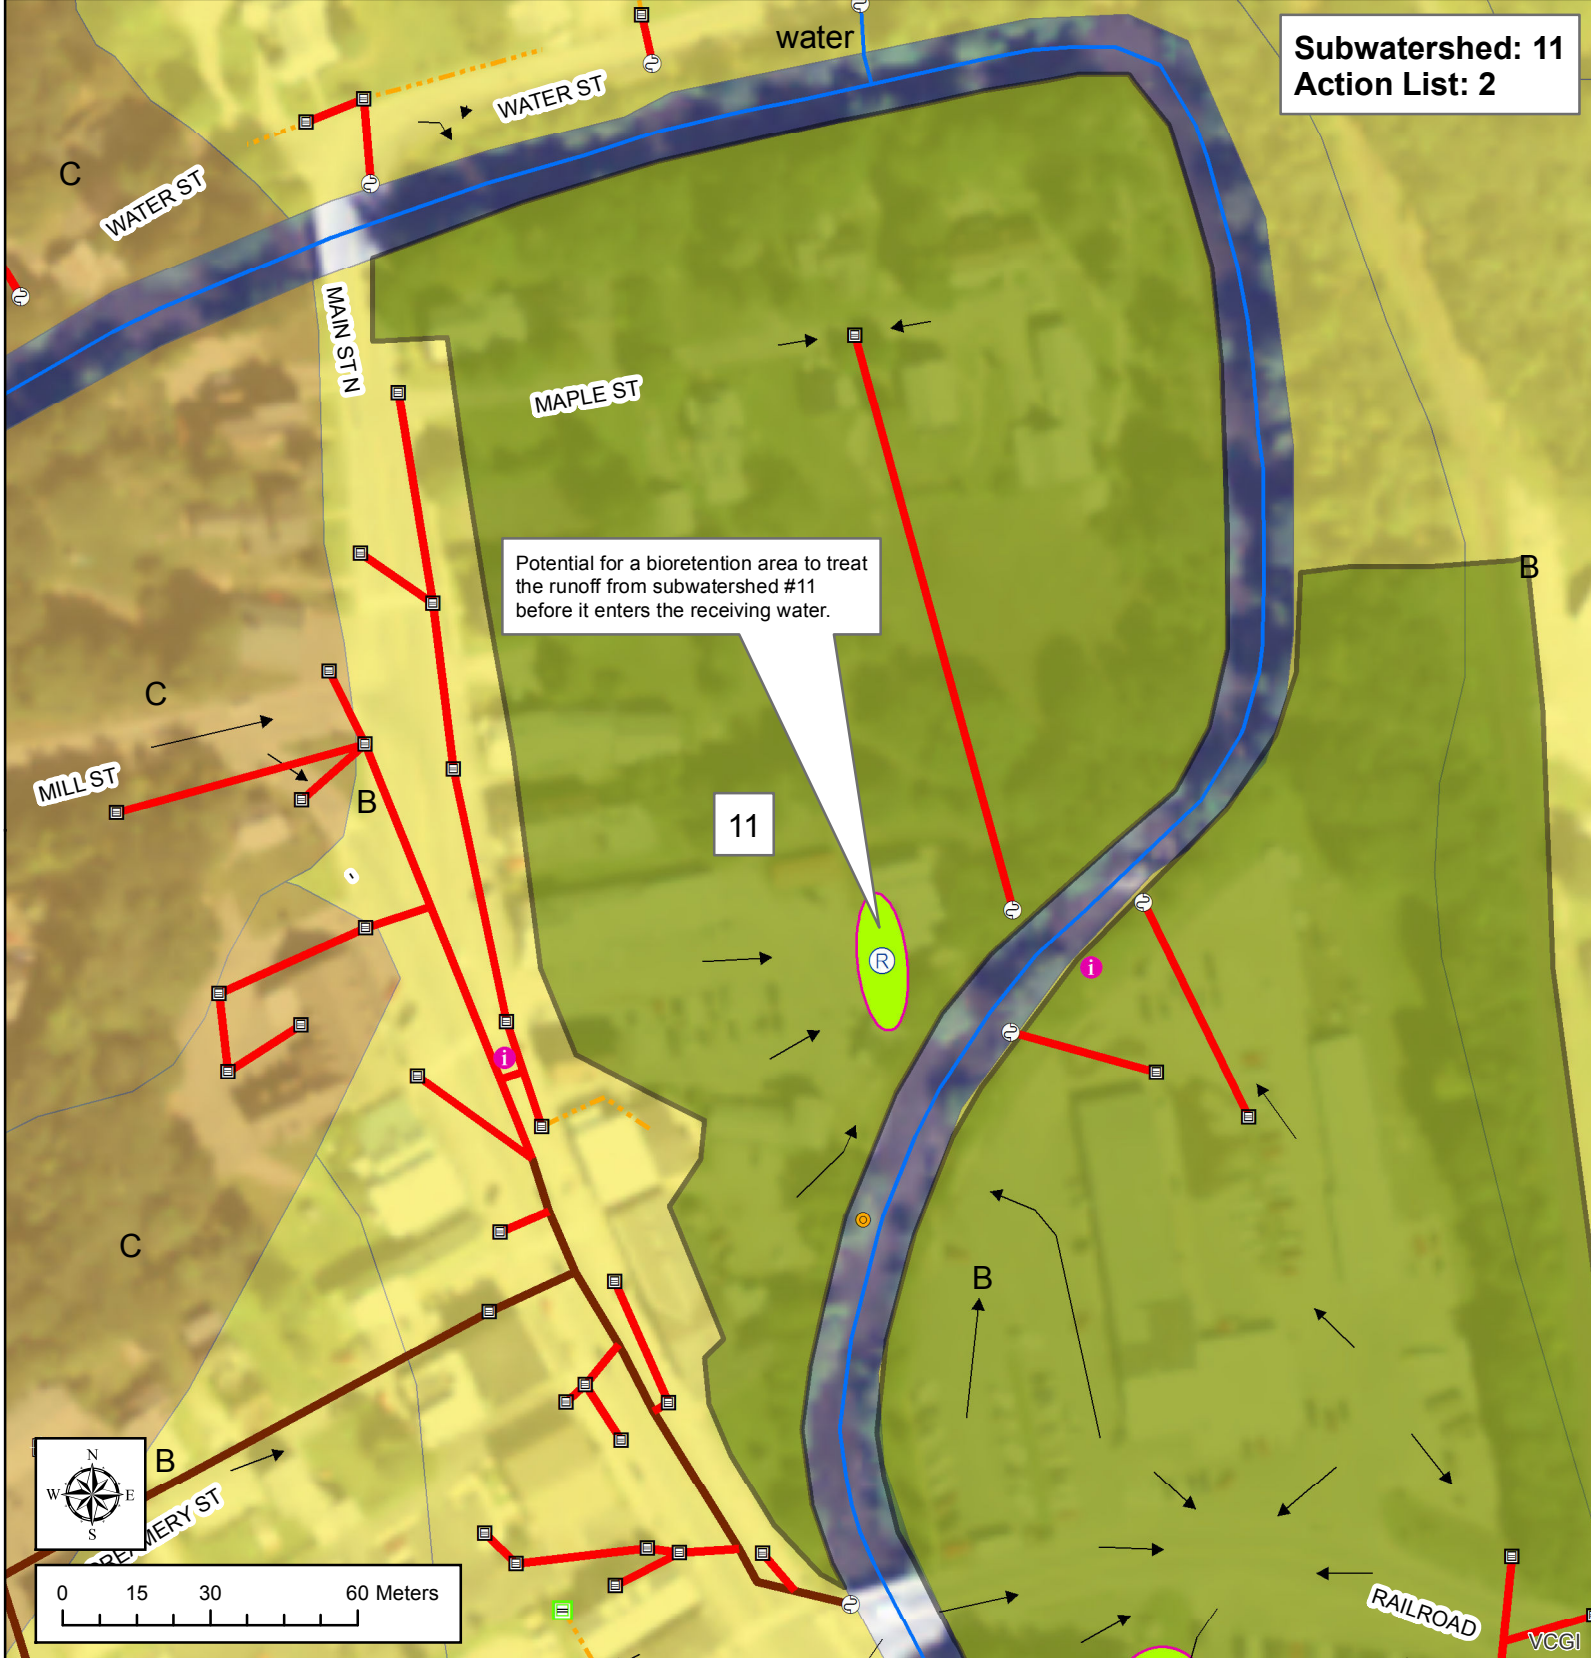 water
Subwatershed: 11
Action List: 2
WATER ST
C
WATER ST
MAIN ST N
MAPLE ST
Potential for a bioretention area to treat
the runoff from subwatershed #11
before it enters the receiving water.
B
C
MILL ST
B
11
R
i
i
C
B
B
N
W E
S
CREAMERY ST
0 15 30 60 Meters
RAILROAD
VCGI